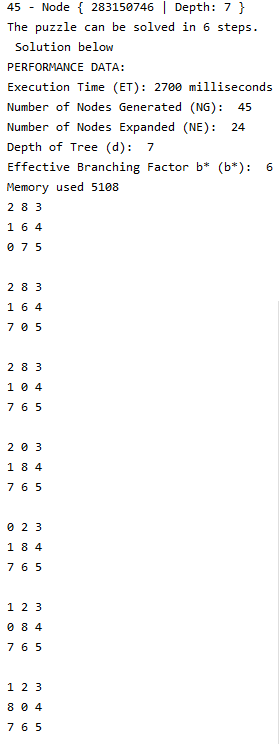 45 - Node { 283150746 | Depth: 7 }
The puzzle can be solved in 6 steps.
Solution below
PERFORMANCE DATA:
Execution Time (ET): 2700 milliseconds
Number of Nodes Generated (NG):  45
Number of Nodes Expanded (NE):  24
Depth of Tree (d):  7
Effective Branching Factor b* (b*):  6
Memory used 5108
2 8 3
1 6 4
0 7 5

2 8 3
1 6 4
7 0 5

2 8 3
1 0 4
7 6 5

2 0 3
1 8 4
7 6 5

0 2 3
1 8 4
7 6 5

1 2 3
0 8 4
7 6 5

1 2 3
8 0 4
7 6 5